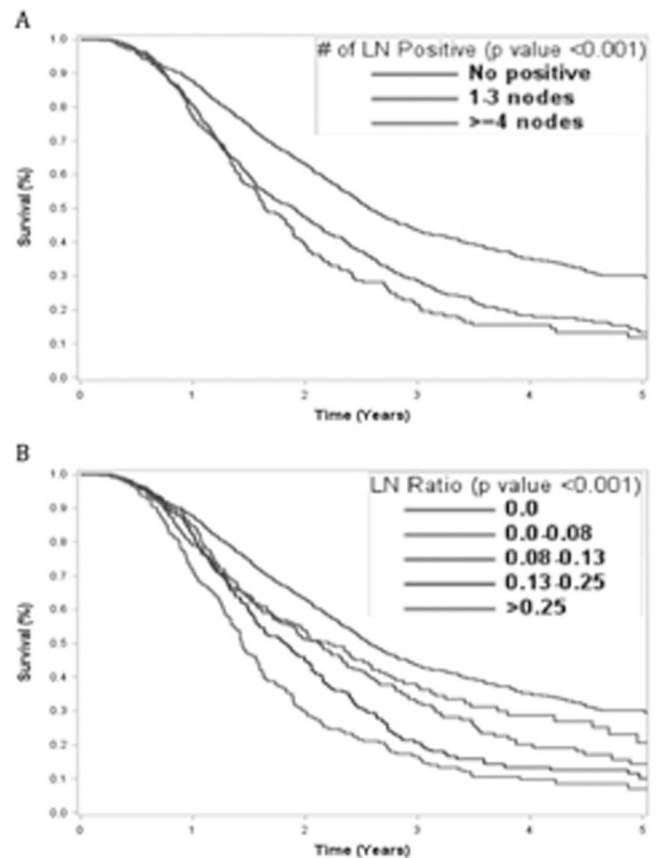 A
# of LN Positive (p value <0.001)
No positive
1-3 nodes
>=4 nodes
Survival (%)
1.0
0.9
0.8
0.7
0.6
0.5
0.4
0.3
0.2
0.1
0.0
0 1 2 3 4 5
Time (Years)
B
LN Ratio (p value <0.001)
0.0
0.0-0.08
0.08-0.13
0.13-0.25
>0.25
Survival (%)
1.0
0.9
0.8
0.7
0.6
0.5
0.4
0.3
0.2
0.1
0.0
0 1 2 3 4 5
Time (Years)